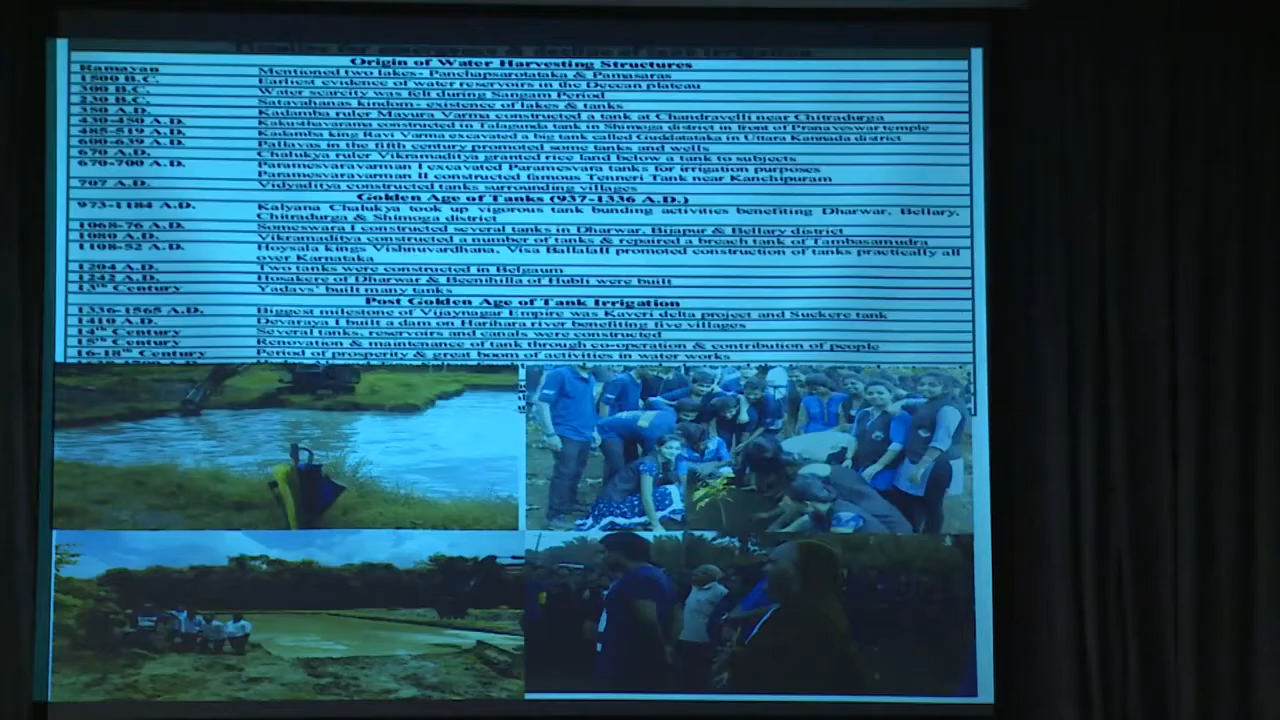 Origin of Water Harvesting Structures
Ramayan Mentioned two lakes- Panchapsarotataka & Pamasaras
1500 B.C. Earliest evidence of water reservoirs in the Deccan plateau
300 B.C. Water scarcity was felt during Sangam Period
230 B.C. Satavahanas kindom- existence of lakes & tanks
350 A.D. Kadamba ruler Mayura Varma constructed a tank at Chandravelli near Chitradurga
430-450 A.D. Kakusthavarama constructed in Talagunda tank in Shimoga district in front of Pranaveswar temple
485-519 A.D. Kadamba king Ravi Varma excavated a big tank called Guddatataka in Uttara Kannada district
600-639 A.D. Pallavas in the fifth century promoted some tanks and wells
670 A.D. Chalukya ruler Vikramaditya granted rice land below a tank to subjects
670-700 A.D. Paramesvaravarman I excavated Paramesvara tanks for irrigation purposes
Paramesvaravarman II constructed famous Tenneri Tank near Kanchipuram
707 A.D. Vidyaditya constructed tanks surrounding villages
Golden Age of Tanks (937-1336 A.D.)
973-1184 A.D. Kalyana Chalukya took up vigorous tank bunding activities benefiting Dharwar, Bellary,
Chitradurga & Shimoga district
1068-76 A.D. Someswara I constructed several tanks in Dharwar, Bijapur & Bellary district
1080 A.D. Vikramaditya constructed a number of tanks & repaired a breach tank of Tambasamudra
1108-52 A.D. Hoysala kings Vishnuvardhana, Visa promoted construction of tanks practically all
over Karnataka
1204 A.D. Two tanks were constructed in Belgaum
1242 A.D. Hosakere of Dharwar & Beenihilla of Hubli were built
13th Century Yadavs' built many tanks
Post Golden Age of Tank Irrigation
1336-1565 A.D. Biggest milestone of Vijaynagar Empire was Kaveri delta project and Suckere tank
1410 A.D. Devaraya I built a dam on Harihara river benefiting five villages
14th Century Several tanks, reservoirs and canals were constructed
15th Century Renovation & maintenance of tank through co-operation & contribution of people
16-18th Century Period of prosperity & great boom of activities in water works